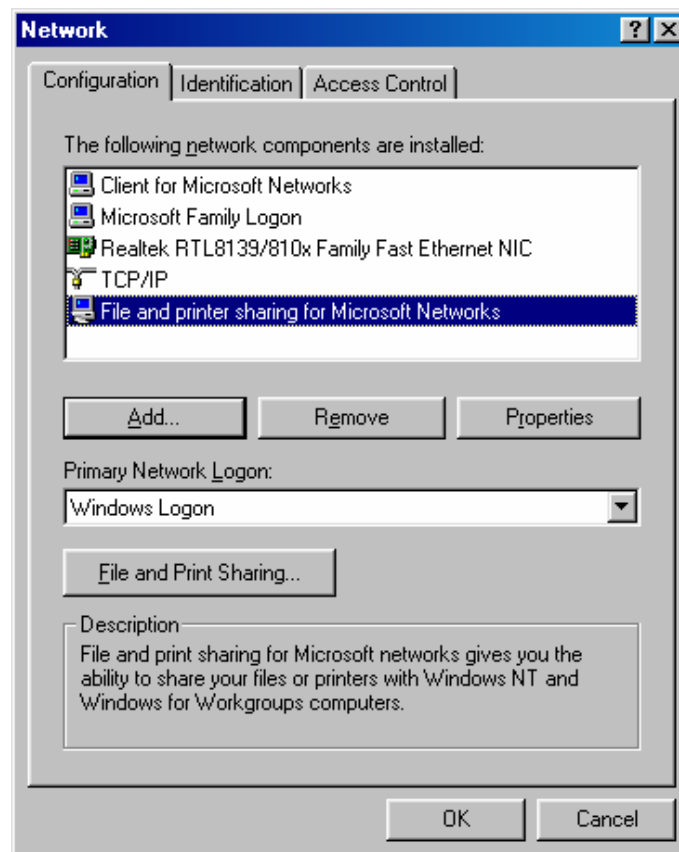 Network
Configuration Identification Access Control
The following network components are installed:
Client for Microsoft Networks
Microsoft Family Logon
Realtek RTL8139/810x Family Fast Ethernet NIC
TCP/IP
File and printer sharing for Microsoft Networks
Add... Remove Properties
Primary Network Logon:
Windows Logon
File and Print Sharing...
Description
File and print sharing for Microsoft networks gives you the
ability to share your files or printers with Windows NT and
Windows for Workgroups computers.
OK Cancel